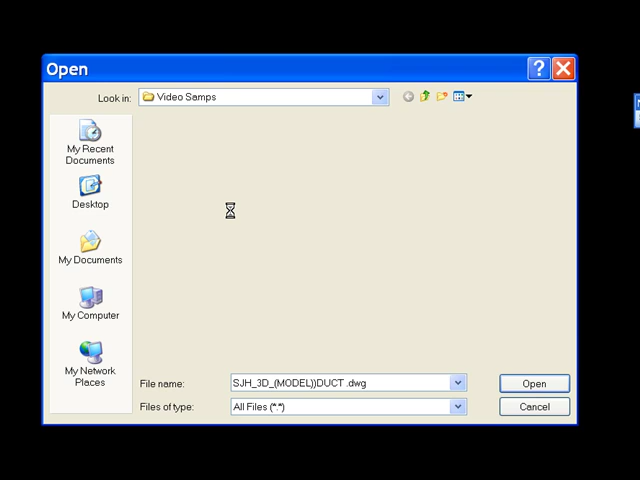 Open
Look in:
Video Samps
My Recent
Documents
Desktop
My Documents
My Computer
My Network
Places
File name:
SJH_3D_(MODEL))DUCT .dwg
Open
Files of type:
All Files (*.*)
Cancel